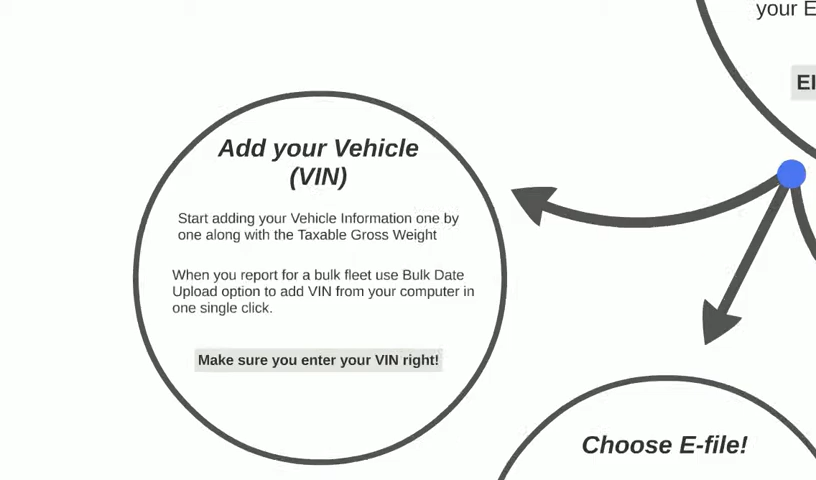 your E
EI
Add your Vehicle
(VIN)
Start adding your Vehicle Information one by
one along with the Taxable Gross Weight
When you report for a bulk fleet use Bulk Date
Upload option to add VIN from your computer in
one single click.
Make sure you enter your VIN right!
Choose E-file!